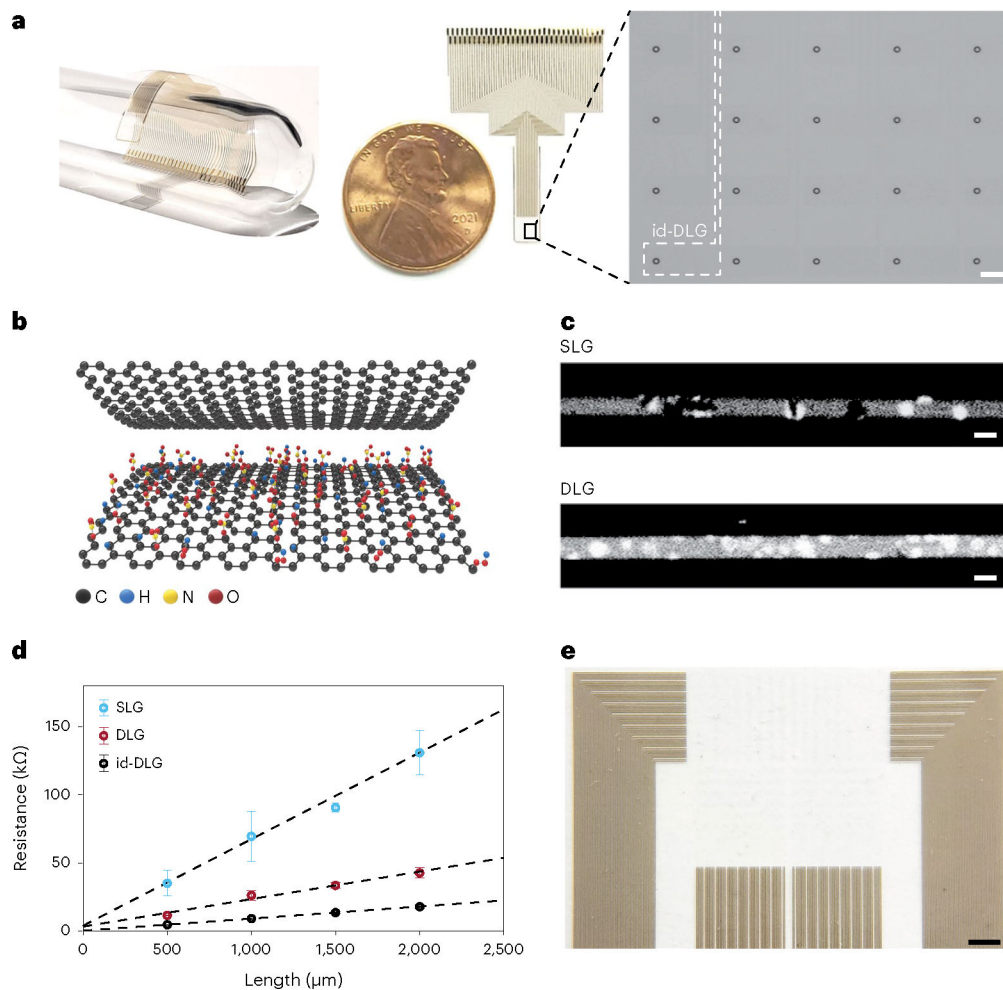 a
IN GOD WE TRUST
LIBERTY
2021
D
id-DLG
b
C H N O
c
SLG
DLG
d
Resistance (kΩ)
150
100
50
0
SLG
DLG
id-DLG
0 500 1,000 1,500 2,000 2,500
Length (µm)
e